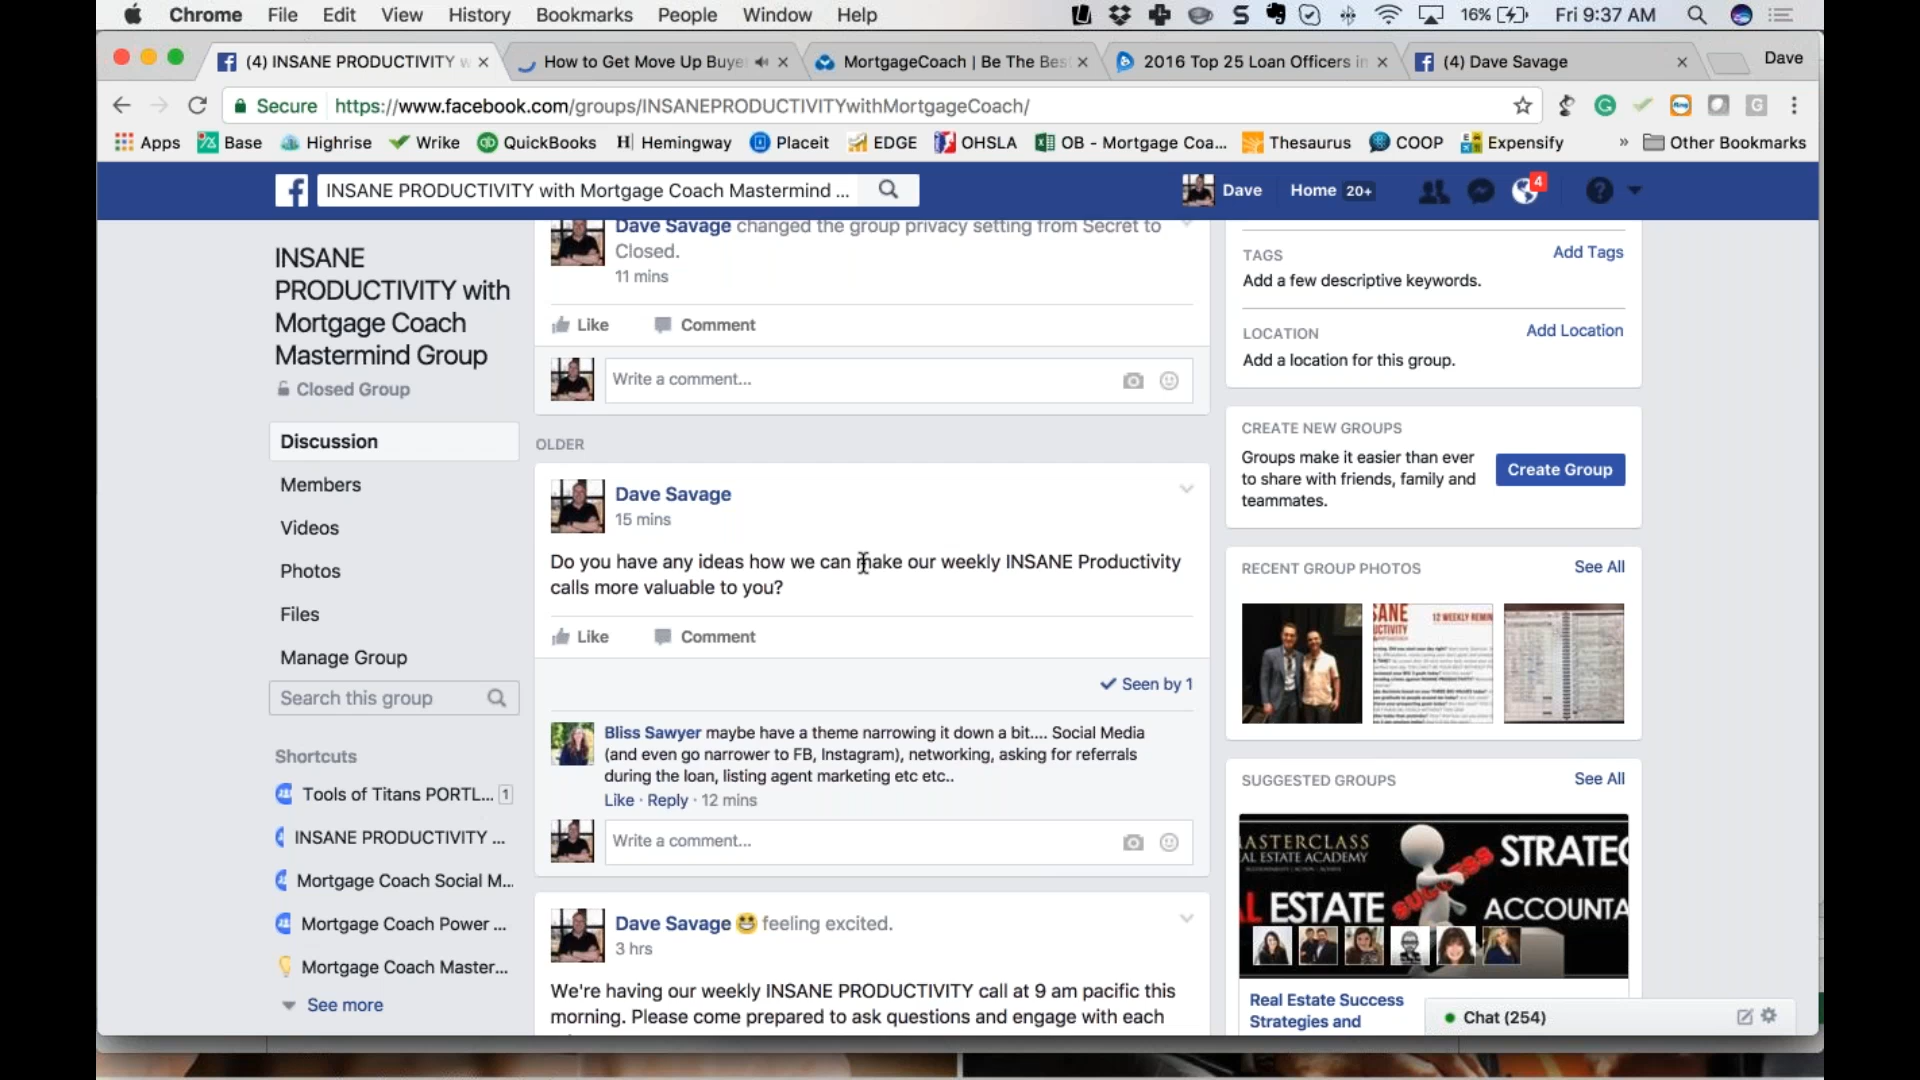 Chrome File Edit View History Bookmarks People Window Help 16% Fri 9:37 AM
(4) INSANE PRODUCTIVITY w How to Get Move Up Buye MortgageCoach | Be The Bes 2016 Top 25 Loan Officers in (4) Dave Savage Dave
Secure https://www.facebook.com/groups/INSANEPRODUCTIVITYwithMortgageCoach/
Apps Base Highrise Wrike QuickBooks Hemingway Placeit EDGE OHSLA OB - Mortgage Coa... Thesaurus COOP Expensify » Other Bookmarks
INSANE PRODUCTIVITY with Mortgage Coach Mastermind ... Dave Home 20+ 4
INSANE
PRODUCTIVITY with
Mortgage Coach
Mastermind Group
Closed Group
Discussion
Members
Videos
Photos
Files
Manage Group
Search this group
Shortcuts
Tools of Titans PORTL... 1
INSANE PRODUCTIVITY ...
Mortgage Coach Social M...
Mortgage Coach Power ...
Mortgage Coach Master...
See more
Dave Savage changed the group privacy setting from Secret to
Closed.
11 mins
Like Comment
Write a comment...
OLDER
Dave Savage
15 mins
Do you have any ideas how we can make our weekly INSANE Productivity
calls more valuable to you?
Like Comment
Seen by 1
Bliss Sawyer maybe have a theme narrowing it down a bit.... Social Media
(and even go narrower to FB, Instagram), networking, asking for referrals
during the loan, listing agent marketing etc etc..
Like · Reply · 12 mins
Write a comment...
Dave Savage feeling excited.
3 hrs
We're having our weekly INSANE PRODUCTIVITY call at 9 am pacific this
morning. Please come prepared to ask questions and engage with each
TAGS Add Tags
Add a few descriptive keywords.
LOCATION Add Location
Add a location for this group.
CREATE NEW GROUPS
Groups make it easier than ever
to share with friends, family and
teammates.
Create Group
RECENT GROUP PHOTOS See All
SANE
UCTIVITY
12 WEEKLY REMIN
SUGGESTED GROUPS See All
MASTERCLASS
AL ESTATE ACADEMY
STRATEG
SUCCESS
L ESTATE
ACCOUNTA
Real Estate Success
Strategies and
Chat (254)